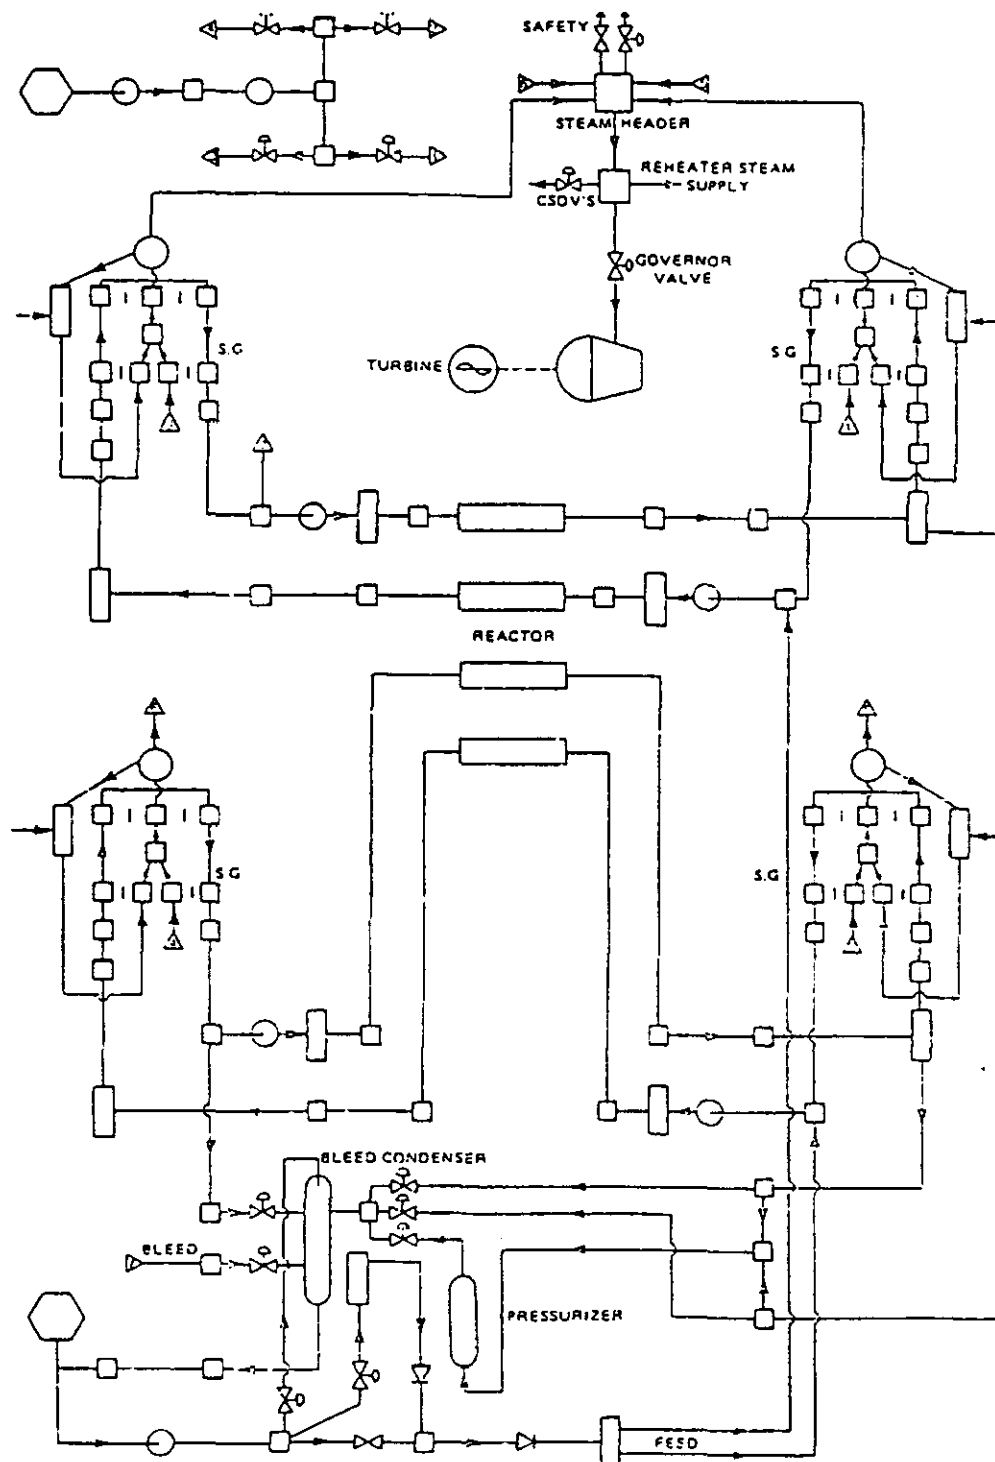 SAFETY
STEAM HEADER
REHEATER STEAM
SUPPLY
CSDV'S
GOVERNOR
VALVE
S.G
TURBINE
S.G
REACTOR
S.G
S.G
BLEED CONDENSER
BLEED
PRESSURIZER
FEED